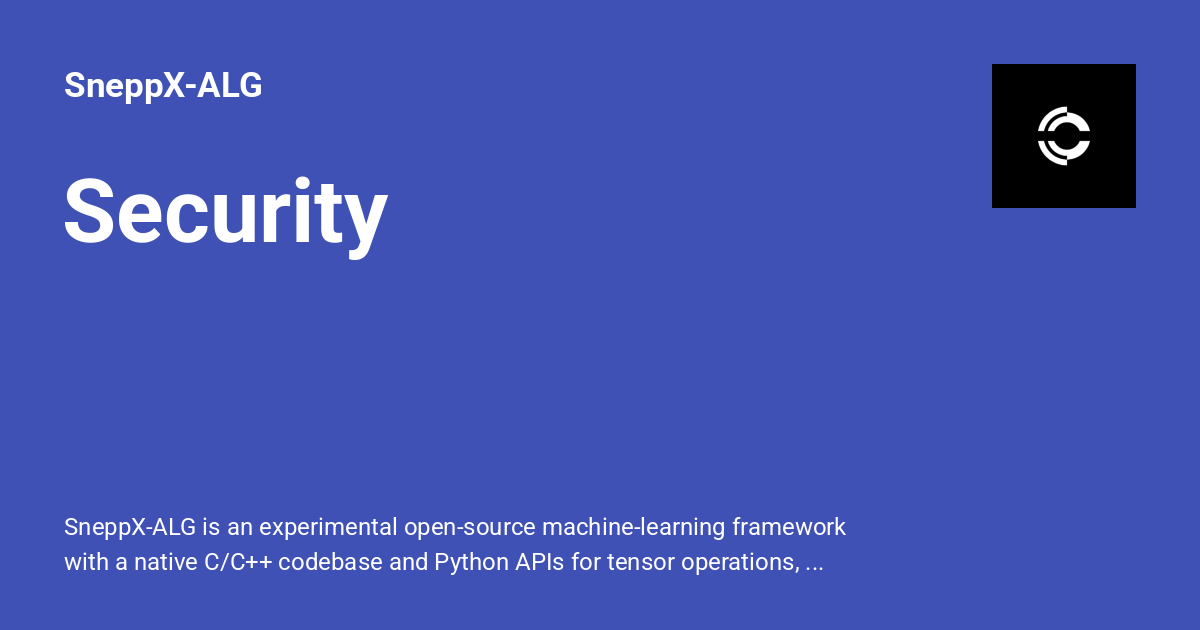 SneppX-ALG
Security
SneppX-ALG is an experimental open-source machine-learning framework
with a native C/C++ codebase and Python APIs for tensor operations, ...